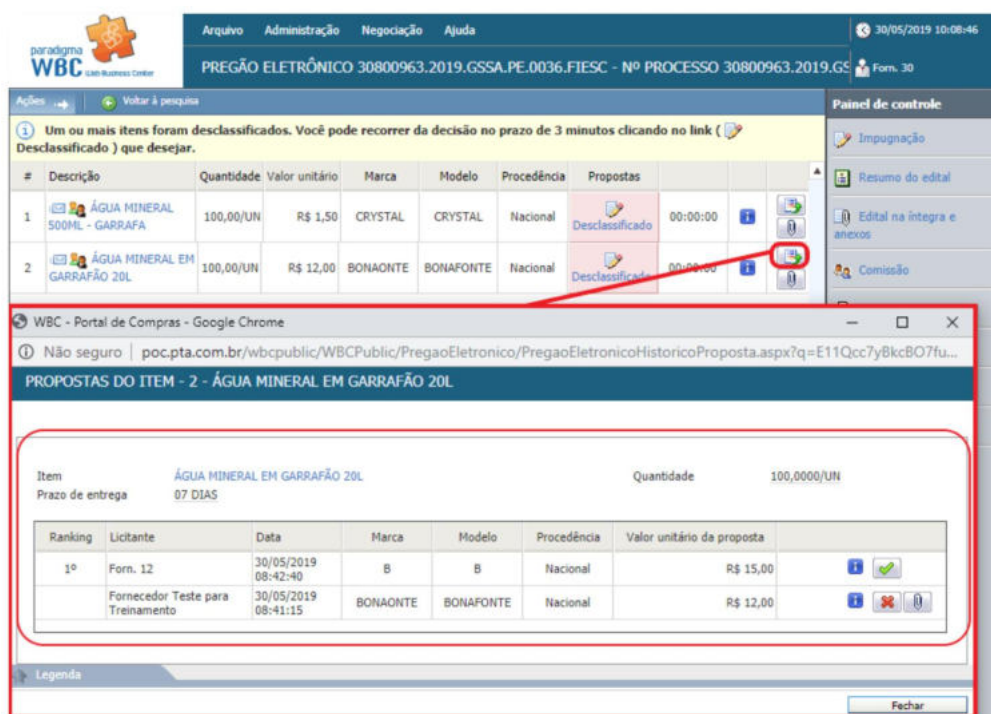 paradigma
WBC Web Business Center
Arquivo Administração Negociação Ajuda
30/05/2019 10:08:46
PREGÃO ELETRÔNICO 30800963.2019.GSSA.PE.0036.FIESC - Nº PROCESSO 30800963.2019.GS
Forn. 30
Ações Voltar à pesquisa
Painel de controle
Um ou mais itens foram desclassificados. Você pode recorrer da decisão no prazo de 3 minutos clicando no link (
Desclassificado ) que desejar.
Impugnação
# Descrição Quantidade Valor unitário Marca Modelo Procedência Propostas
Resumo do edital
1 ÁGUA MINERAL 500ML - GARRAFA 100,00/UN R$ 1,50 CRYSTAL CRYSTAL Nacional Desclassificado 00:00:00
Edital na íntegra e
anexos
2 ÁGUA MINERAL EM GARRAFÃO 20L 100,00/UN R$ 12,00 BONAONTE BONAFONTE Nacional Desclassificado 00:00:00
Comissão
WBC - Portal de Compras - Google Chrome
Não seguro | poc.pta.com.br/wbcpublic/WBCPublic/PregaoEletronico/PregaoEletronicoHistoricoProposta.aspx?q=E11Qcc7yBkcBO7fu...
PROPOSTAS DO ITEM - 2 - ÁGUA MINERAL EM GARRAFÃO 20L
Item ÁGUA MINERAL EM GARRAFÃO 20L Quantidade 100,0000/UN
Prazo de entrega 07 DIAS
Ranking Licitante Data Marca Modelo Procedência Valor unitário da proposta
1º Forn. 12 30/05/2019 08:42:40 B B Nacional R$ 15,00
Fornecedor Teste para Treinamento 30/05/2019 08:41:15 BONAONTE BONAFONTE Nacional R$ 12,00
Legenda
Fechar